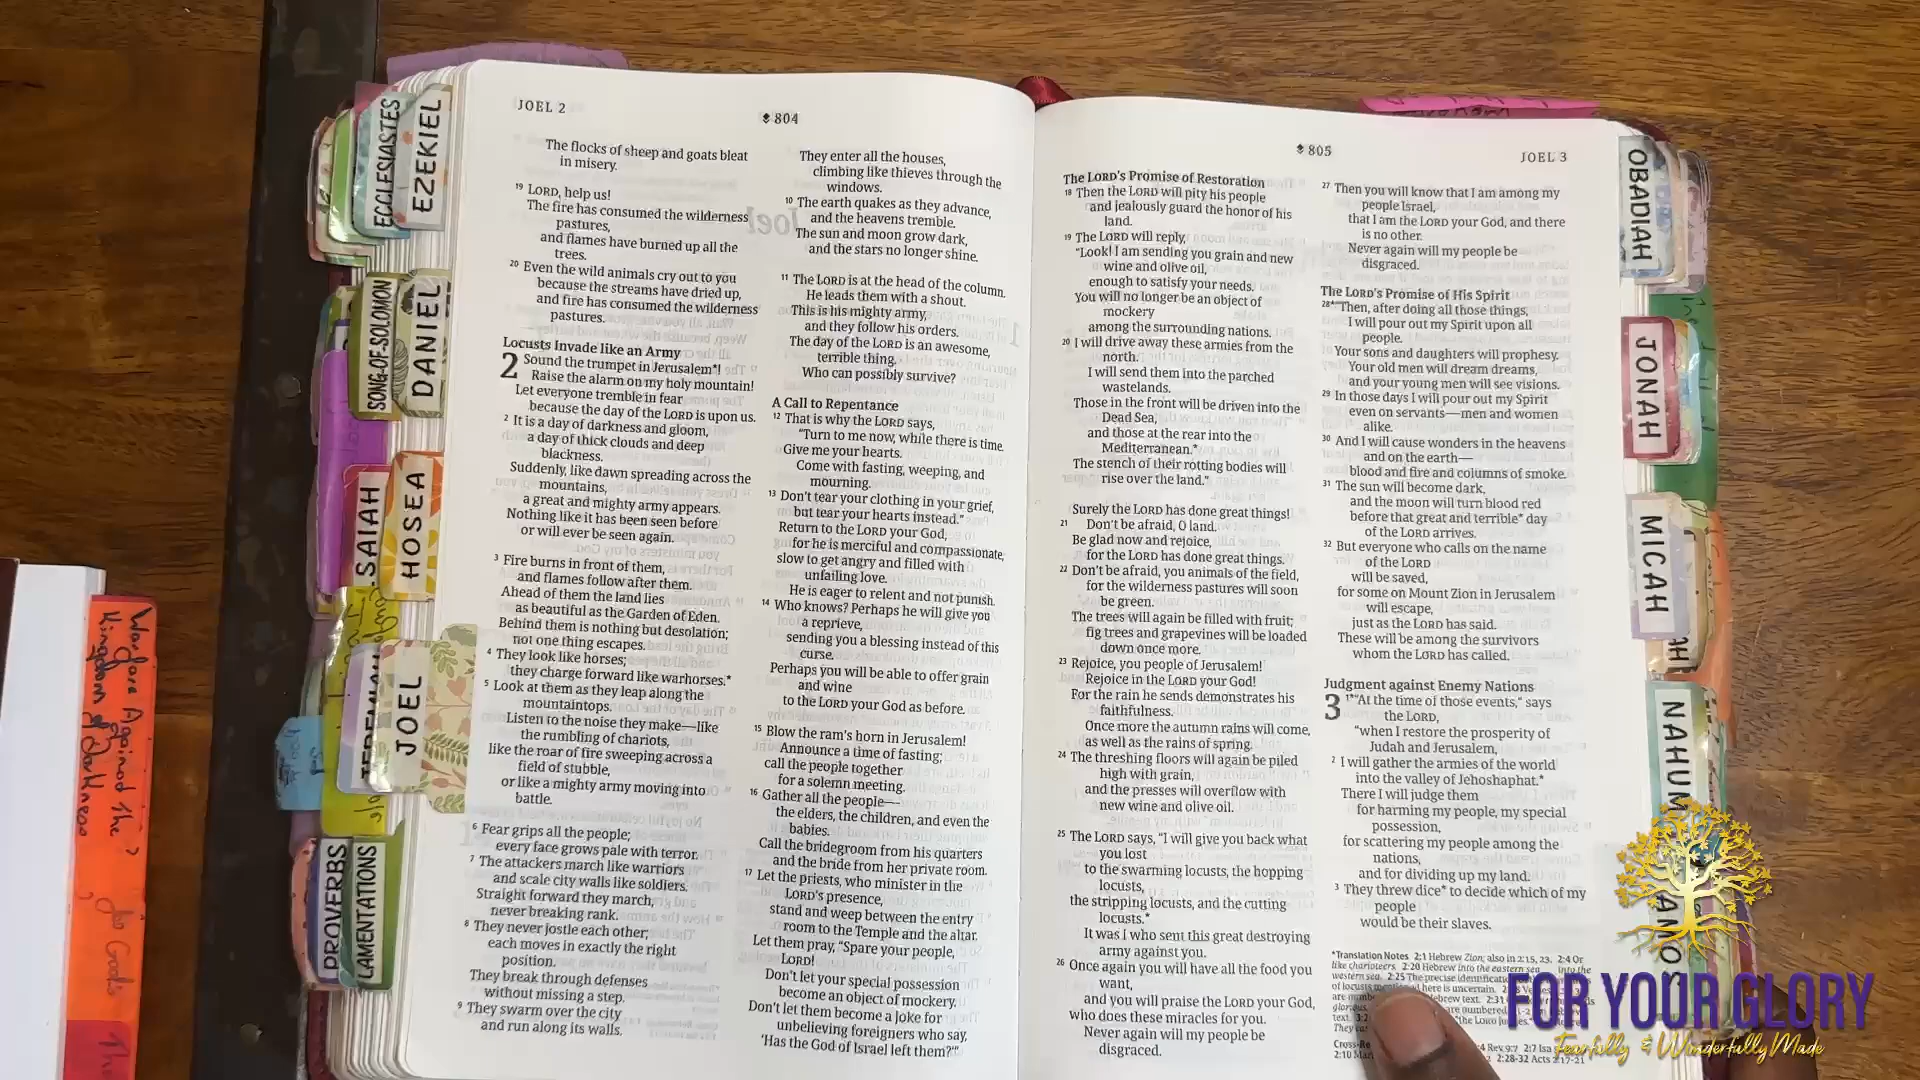 JOEL 2
804
The flocks of sheep and goats bleat
in misery.
19 LORD, help us!
The fire has consumed the wilderness
pastures,
and flames have burned up all the
trees.
20 Even the wild animals cry out to you
because the streams have dried up,
and fire has consumed the wilderness
pastures.
Locusts Invade like an Army
2 Sound the trumpet in Jerusalem*!
Raise the alarm on my holy mountain!
Let everyone tremble in fear
because the day of the LORD is upon us.
2 It is a day of darkness and gloom,
a day of thick clouds and deep
blackness.
Suddenly, like dawn spreading across the
mountains,
a great and mighty army appears.
Nothing like it has been seen before
or will ever be seen again.
3 Fire burns in front of them,
and flames follow after them.
Ahead of them the land lies
as beautiful as the Garden of Eden.
Behind them is nothing but desolation;
not one thing escapes.
4 They look like horses;
they charge forward like warhorses.*
5 Look at them as they leap along the
mountaintops.
Listen to the noise they make—like
the rumbling of chariots,
like the roar of fire sweeping across a
field of stubble,
or like a mighty army moving into
battle.
6 Fear grips all the people;
every face grows pale with terror.
7 The attackers march like warriors
and scale city walls like soldiers.
Straight forward they march,
never breaking rank.
8 They never jostle each other;
each moves in exactly the right
position.
They break through defenses
without missing a step.
9 They swarm over the city
and run along its walls.
They enter all the houses,
climbing like thieves through the
windows.
10 The earth quakes as they advance,
and the heavens tremble.
The sun and moon grow dark,
and the stars no longer shine.
11 The LORD is at the head of the column.
He leads them with a shout.
This is his mighty army,
and they follow his orders.
The day of the LORD is an awesome,
terrible thing.
Who can possibly survive?
A Call to Repentance
12 That is why the LORD says,
"Turn to me now, while there is time.
Give me your hearts.
Come with fasting, weeping, and
mourning.
13 Don't tear your clothing in your grief,
but tear your hearts instead."
Return to the LORD your God,
for he is merciful and compassionate,
slow to get angry and filled with
unfailing love.
He is eager to relent and not punish.
14 Who knows? Perhaps he will give you
a reprieve,
sending you a blessing instead of this
curse.
Perhaps you will be able to offer grain
and wine
to the LORD your God as before.
15 Blow the ram's horn in Jerusalem!
Announce a time of fasting;
call the people together
for a solemn meeting.
16 Gather all the people—
the elders, the children, and even the
babies.
Call the bridegroom from his quarters
and the bride from her private room.
17 Let the priests, who minister in the
LORD's presence,
stand and weep between the entry
room to the Temple and the altar.
Let them pray, "Spare your people,
LORD!
Don't let your special possession
become an object of mockery.
Don't let them become a joke for
unbelieving foreigners who say,
'Has the God of Israel left them?'"
805
JOEL 3
The LORD's Promise of Restoration
18 Then the LORD will pity his people
and jealously guard the honor of his
land.
19 The LORD will reply,
"Look! I am sending you grain and new
wine and olive oil,
enough to satisfy your needs.
You will no longer be an object of
mockery
among the surrounding nations.
20 I will drive away these armies from the
north.
I will send them into the parched
wastelands.
Those in the front will be driven into the
Dead Sea,
and those at the rear into the
Mediterranean.*
The stench of their rotting bodies will
rise over the land."
Surely the LORD has done great things!
21 Don't be afraid, O land.
Be glad now and rejoice,
for the LORD has done great things.
22 Don't be afraid, you animals of the field,
for the wilderness pastures will soon
be green.
The trees will again be filled with fruit;
fig trees and grapevines will be loaded
down once more.
23 Rejoice, you people of Jerusalem!
Rejoice in the LORD your God!
For the rain he sends demonstrates his
faithfulness.
Once more the autumn rains will come,
as well as the rains of spring.
24 The threshing floors will again be piled
high with grain,
and the presses will overflow with
new wine and olive oil.
25 The LORD says, "I will give you back what
you lost
to the swarming locusts, the hopping
locusts,
the stripping locusts, and the cutting
locusts.*
It was I who sent this great destroying
army against you.
26 Once again you will have all the food you
want,
and you will praise the LORD your God,
who does these miracles for you.
Never again will my people be
disgraced.
27 Then you will know that I am among my
people Israel,
that I am the LORD your God, and there
is no other.
Never again will my people be
disgraced.
The LORD's Promise of His Spirit
28 *"Then, after doing all those things,
I will pour out my Spirit upon all
people.
Your sons and daughters will prophesy.
Your old men will dream dreams,
and your young men will see visions.
29 In those days I will pour out my Spirit
even on servants—men and women
alike.
30 And I will cause wonders in the heavens
and on the earth—
blood and fire and columns of smoke.
31 The sun will become dark,
and the moon will turn blood red
before that great and terrible* day
of the LORD arrives.
32 But everyone who calls on the name
of the LORD
will be saved,
for some on Mount Zion in Jerusalem
will escape,
just as the LORD has said.
These will be among the survivors
whom the LORD has called.
Judgment against Enemy Nations
3 1*"At the time of those events," says
the LORD,
"when I restore the prosperity of
Judah and Jerusalem,
2 I will gather the armies of the world
into the valley of Jehoshaphat.*
There I will judge them
for harming my people, my special
possession,
for scattering my people among the
nations,
and for dividing up my land.
3 They threw dice* to decide which of my
people
would be their slaves.
*Translation Notes 2:1 Hebrew Zion; also in 2:15, 23. 2:4 Or
like charioteers. 2:20 Hebrew into the eastern sea
western sea. 2:25 The precise
of locusts here is uncertain.
ECCLESIASTES
EZEKIEL
SONG OF SOLOMON
DANIEL
HOSEA
JOEL
PROVERBS
LAMENTATIONS
OBADIAH
JONAH
MICAH
NAHUM
Kingdom of Darkness
FOR YOUR GLORY
Fearfully & Wonderfully Made